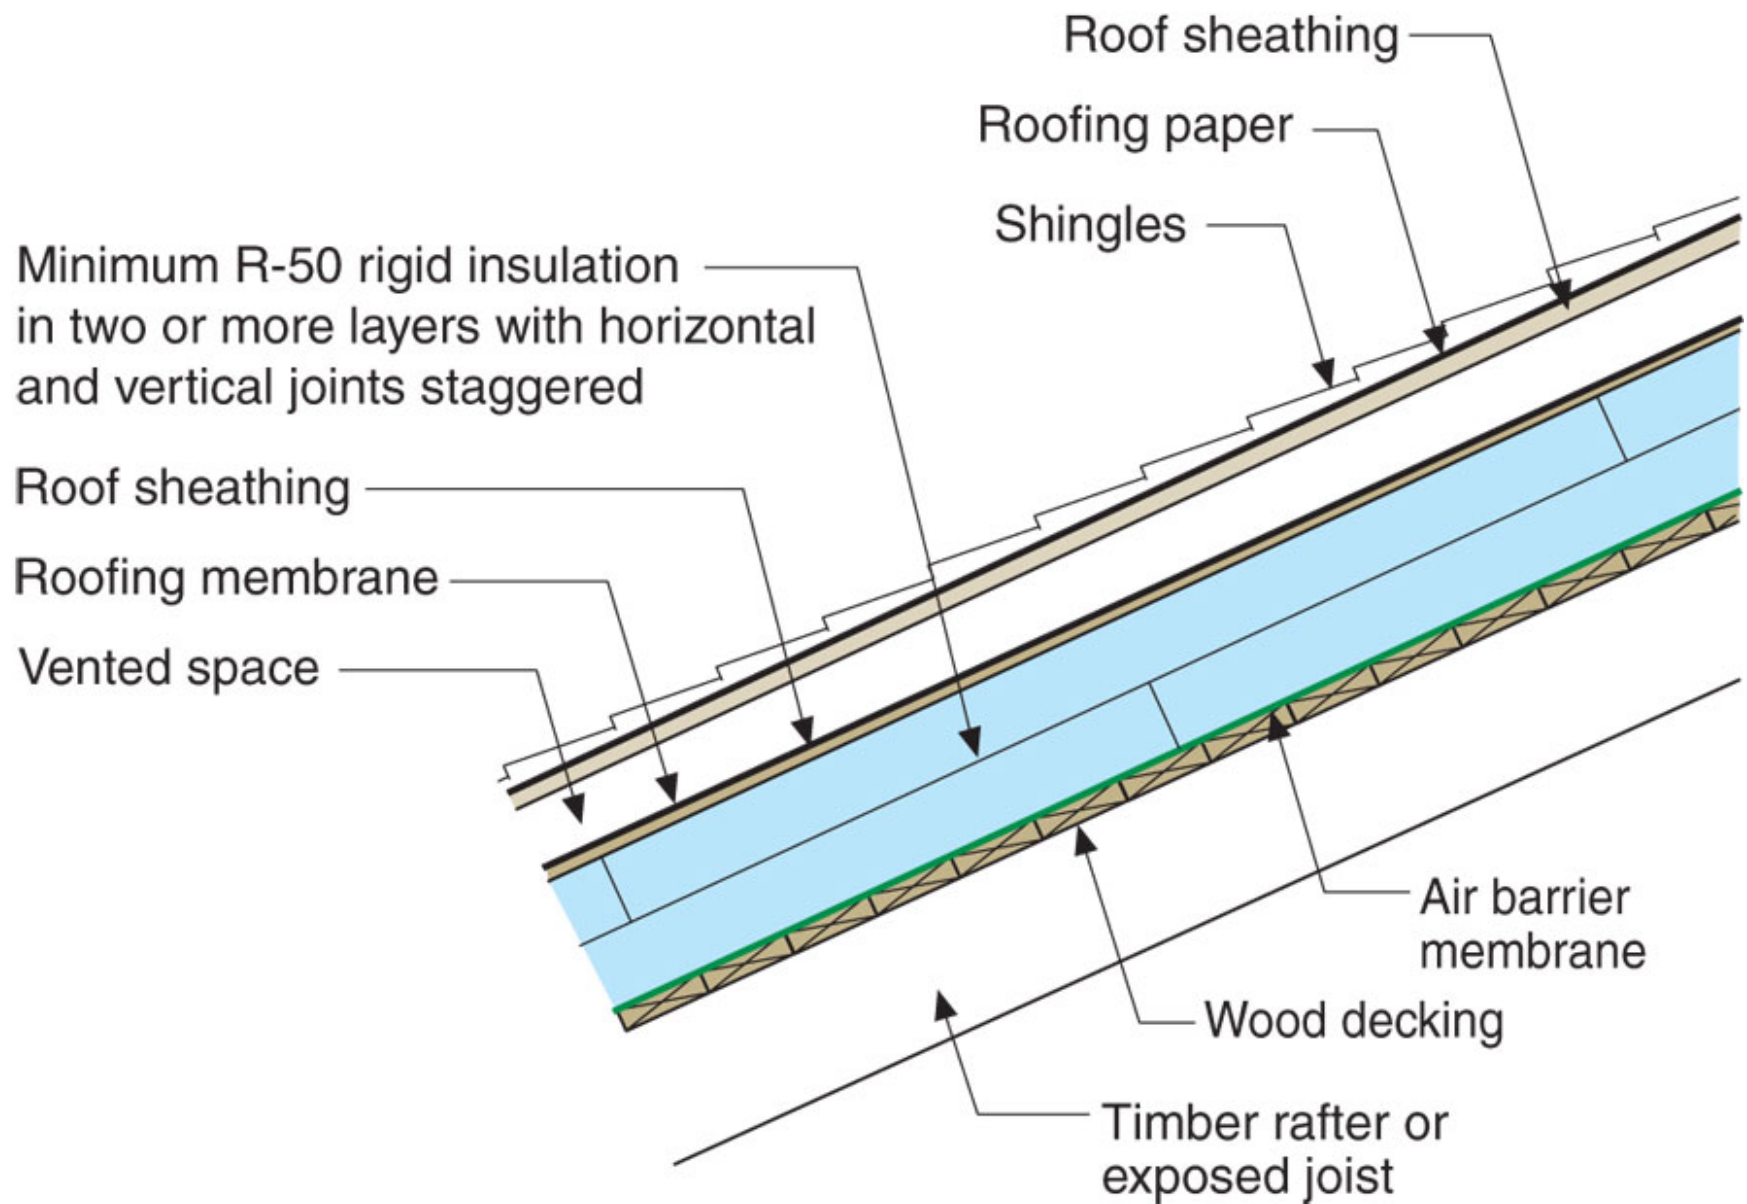 Roof sheathing
Roofing paper
Shingles
Minimum R-50 rigid insulation
in two or more layers with horizontal
and vertical joints staggered
Roof sheathing
Roofing membrane
Vented space
Air barrier
membrane
Wood decking
Timber rafter or
exposed joist